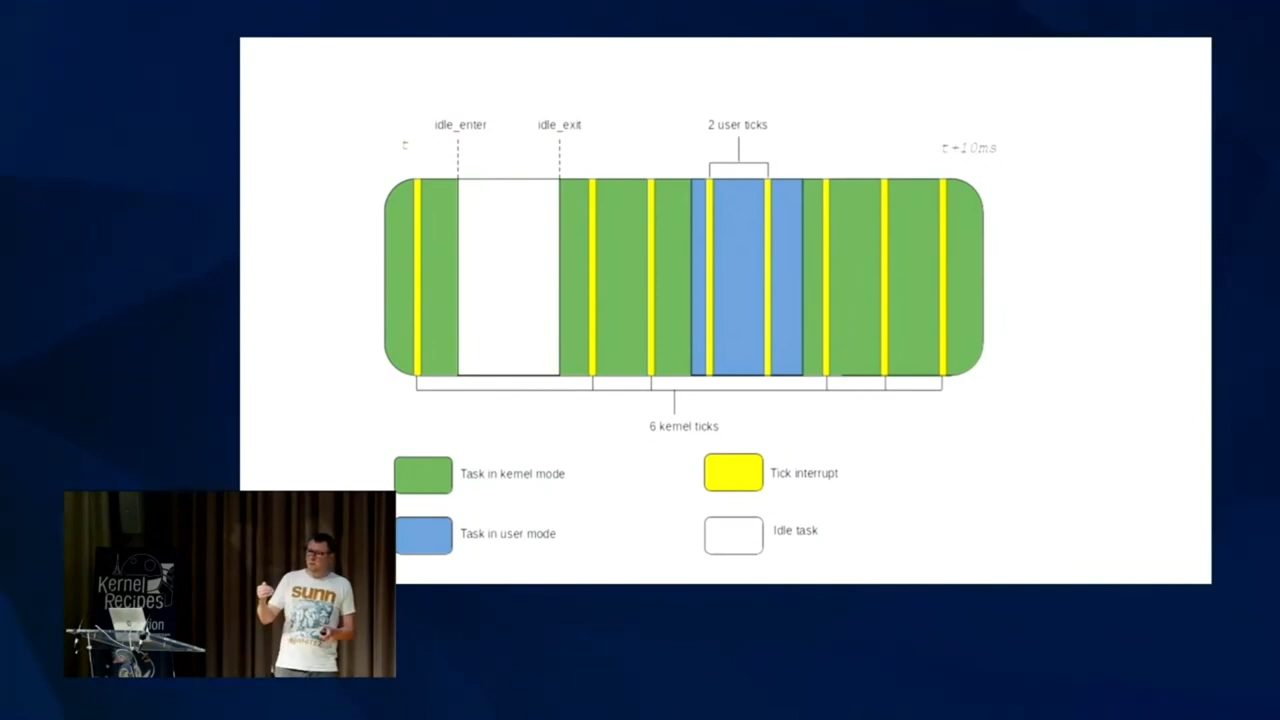 idle_enter
idle_exit
2 user ticks
t
t+10ms
6 kernel ticks
Task in kernel mode
Tick interrupt
Task in user mode
Idle task
Kernel
Recipes
sunn